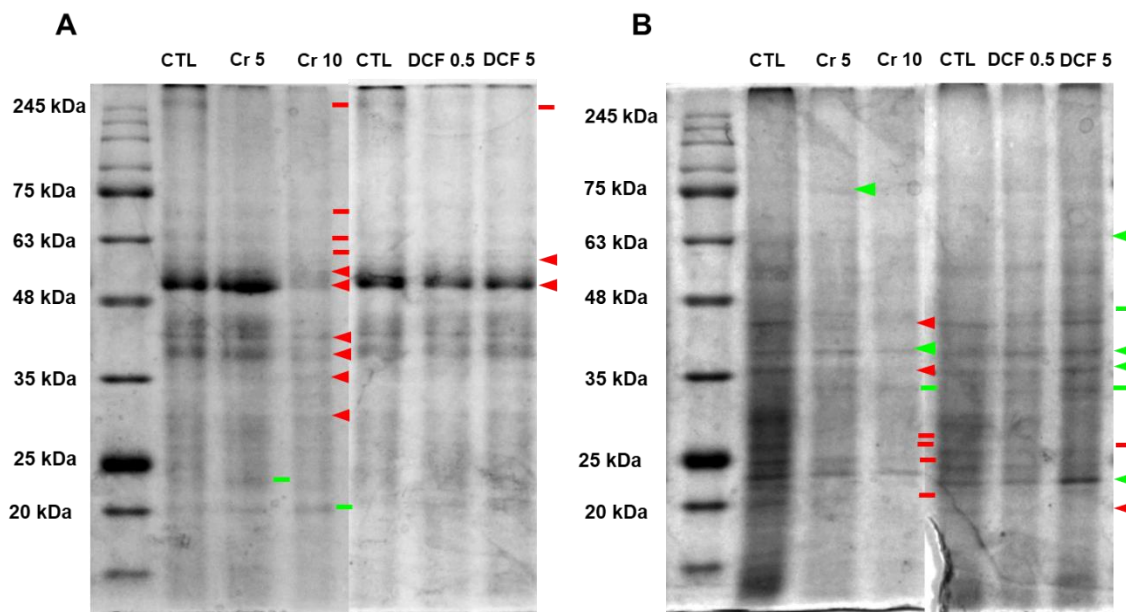 A
B
CTL Cr 5 Cr 10 CTL DCF 0.5 DCF 5
CTL Cr 5 Cr 10 CTL DCF 0.5 DCF 5
245 kDa
75 kDa
63 kDa
48 kDa
35 kDa
25 kDa
20 kDa
245 kDa
75 kDa
63 kDa
48 kDa
35 kDa
25 kDa
20 kDa